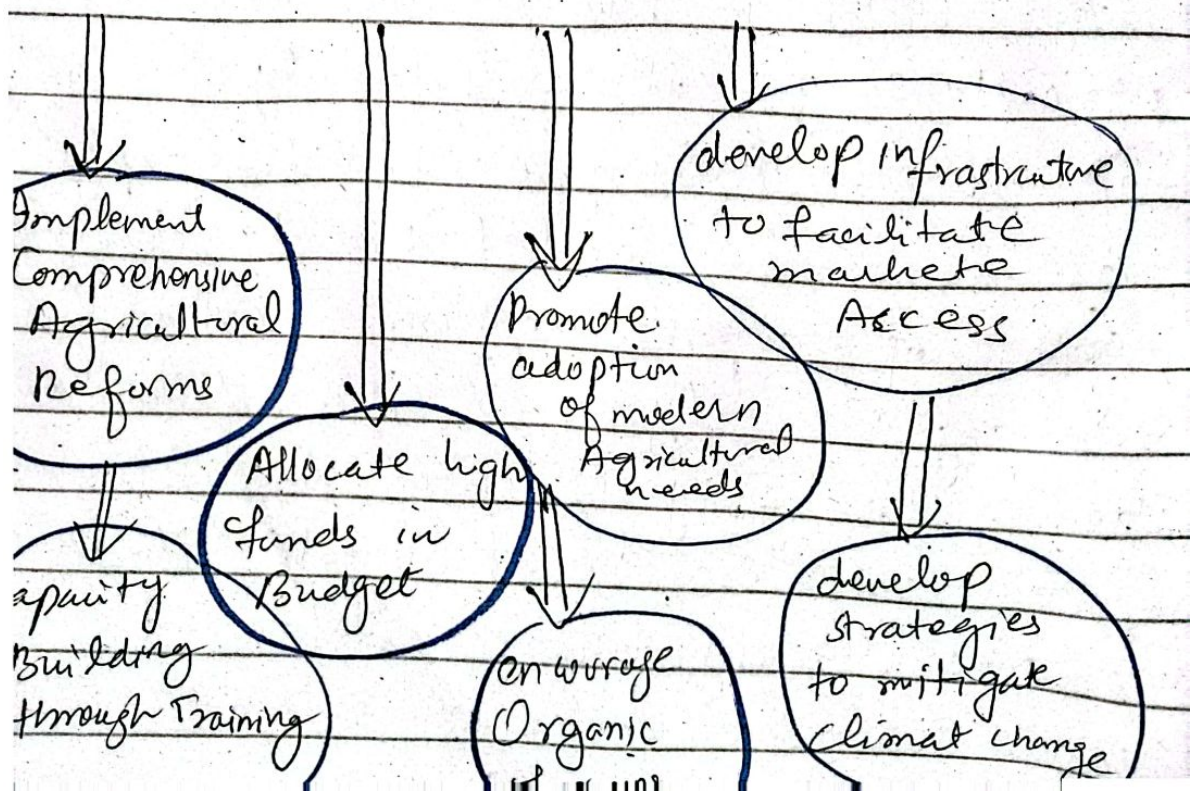 Implement
Comprehensive
Agricultural
Reforms
Allocate high
funds in
Budget
Promote
adoption
of modern
Agricultural
needs
develop infrastructure
to facilitate
markete
Access
apacity
Building
through Training
encourage
Organic
develop
strategies
to mitigate
climat change